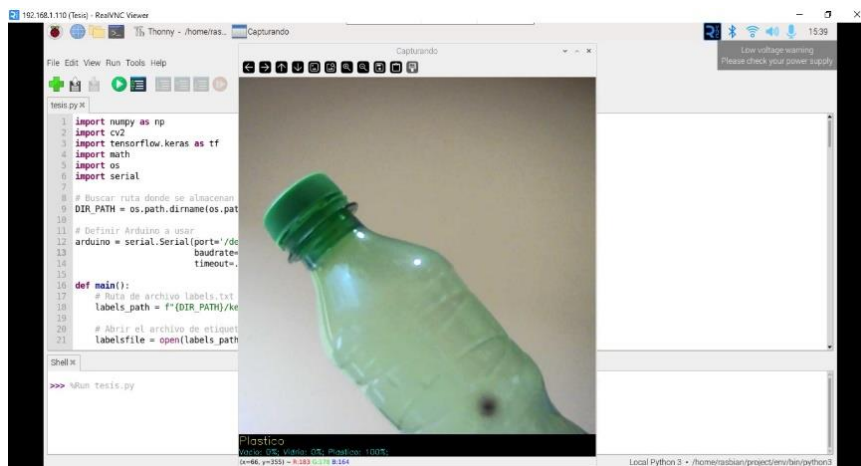 192.168.1.110 (Tesis) - RealVNC Viewer
Thonny - /home/ras..
Capturando
15:39
Capturando
Low voltage warning
Please check your power supply
File Edit View Run Tools Help
tesis.py
1 import numpy as np
2 import cv2
3 import tensorflow.keras as tf
4 import math
5 import os
6 import serial
7
8 # Buscar ruta donde se almacenan
9 DIR_PATH = os.path.dirname(os.pat
10
11 # Definir Arduino a usar
12 arduino = serial.Serial(port='/de
13 baudrate=
14 timeout=.
15
16 def main():
17 # Ruta de archivo labels.txt
18 labels_path = f"{DIR_PATH}/ke
19
20 # Abrir el archivo de etiquet
21 labelsfile = open(labels_path
Shell
>>> %Run tesis.py
Plastico
Vacio: 0%; Vidrio: 0%; Plastico: 100%;
(x=66, y=355) ~ R:183 G:178 B:164
Local Python 3 • /home/rasbian/project/env/bin/python3